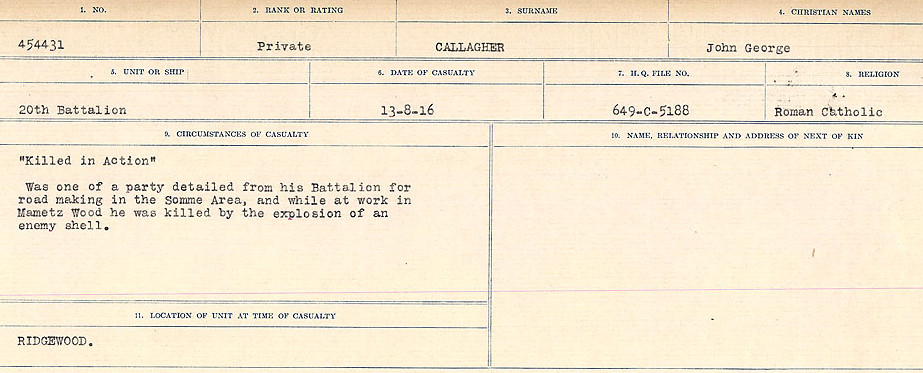 1. NO. 2. RANK OR RATING 3. SURNAME 4. CHRISTIAN NAMES
454431 Private CALLAGHER John George
5. UNIT OR SHIP 6. DATE OF CASUALTY 7. H.Q. FILE NO. 8. RELIGION
20th Battalion 13-8-16 649-C-5188 Roman Catholic
9. CIRCUMSTANCES OF CASUALTY
"Killed in Action"
Was one of a party detailed from his Battalion for
road making in the Somme Area, and while at work in
Mametz Wood he was killed by the explosion of an
enemy shell.
10. NAME, RELATIONSHIP AND ADDRESS OF NEXT OF KIN
11. LOCATION OF UNIT AT TIME OF CASUALTY
RIDGEWOOD.